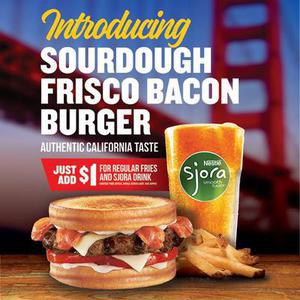 Introducing
SOURDOUGH
FRISCO BACON
BURGER
AUTHENTIC CALIFORNIA TASTE
JUST
ADD $1
FOR REGULAR FRIES
AND SJORA DRINK
Nestlé
sjora